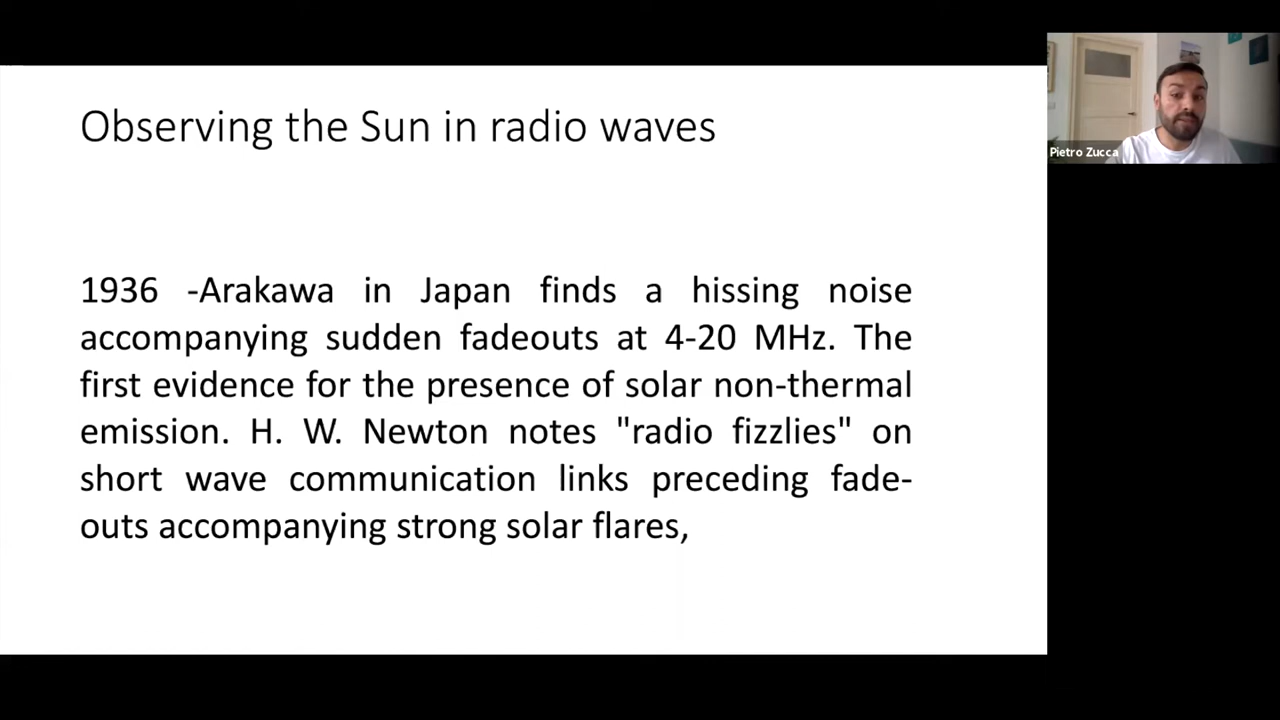 Observing the Sun in radio waves
1936 -Arakawa in Japan finds a hissing noise
accompanying sudden fadeouts at 4-20 MHz. The
first evidence for the presence of solar non-thermal
emission. H. W. Newton notes "radio fizzlies" on
short wave communication links preceding fade-
outs accompanying strong solar flares,
Pietro Zucca